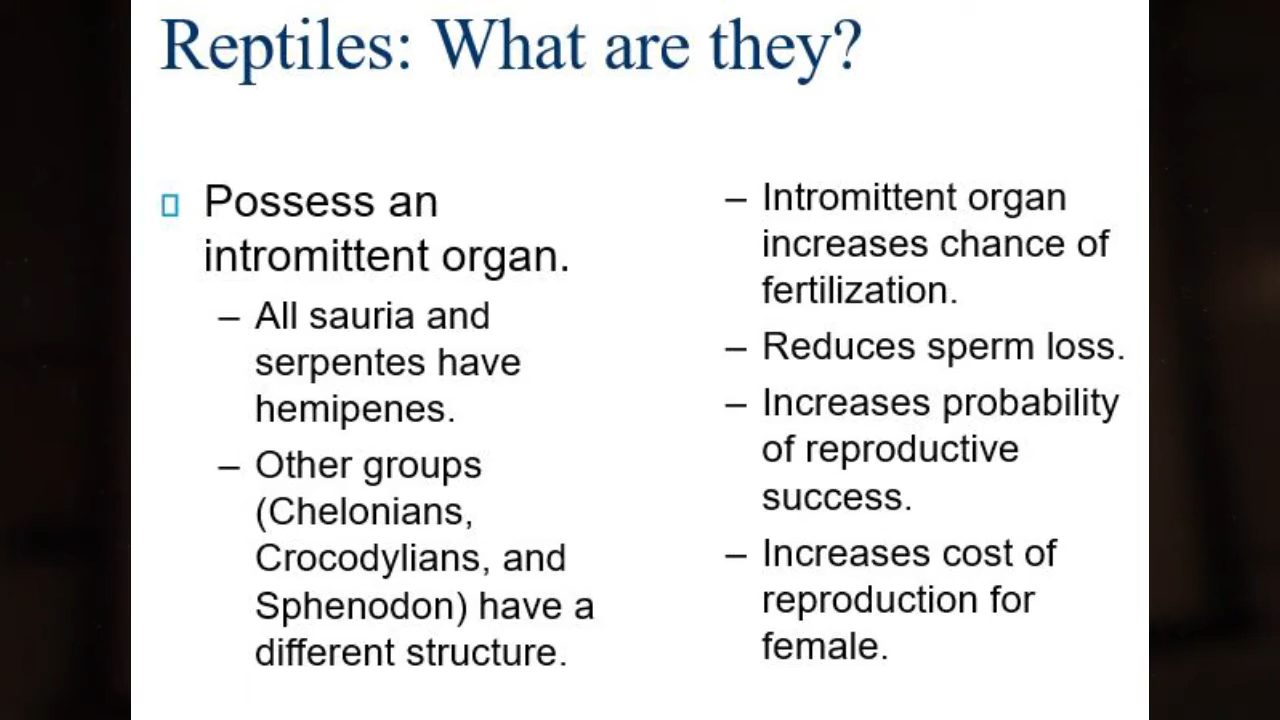 Reptiles: What are they?
Possess an
intromittent organ.
– All sauria and
serpentes have
hemipenes.
– Other groups
(Chelonians,
Crocodylians, and
Sphenodon) have a
different structure.
– Intromittent organ
increases chance of
fertilization.
– Reduces sperm loss.
– Increases probability
of reproductive
success.
– Increases cost of
reproduction for
female.